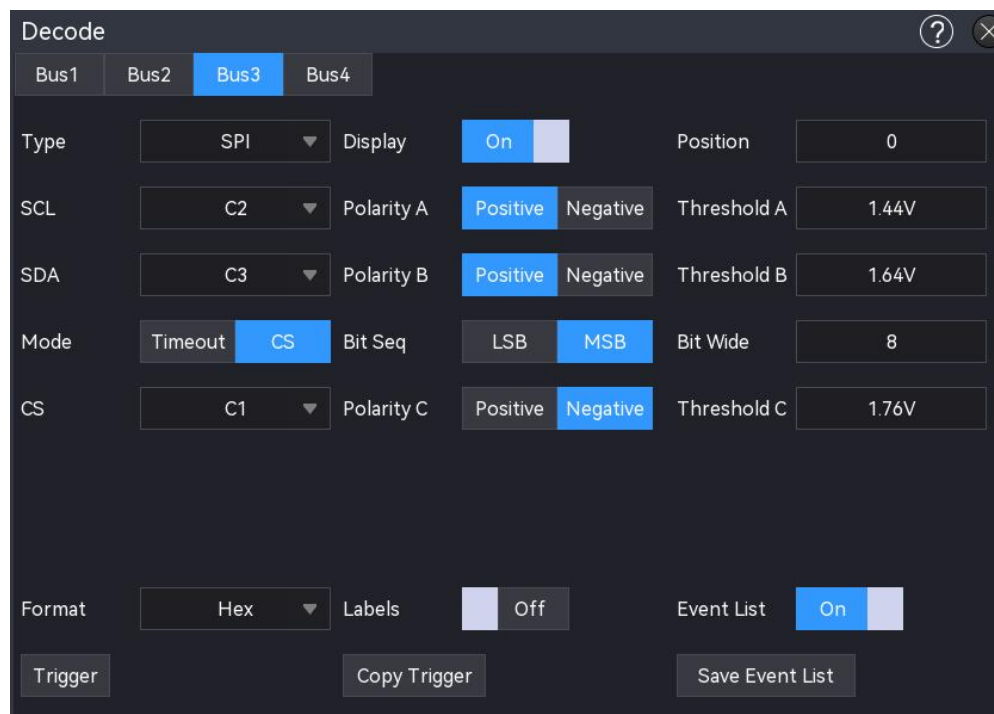 Decode ?
Bus1 Bus2 Bus3 Bus4
Type SPI Display On Position 0
SCL C2 Polarity A Positive Negative Threshold A 1.44V
SDA C3 Polarity B Positive Negative Threshold B 1.64V
Mode Timeout CS Bit Seq LSB MSB Bit Wide 8
CS C1 Polarity C Positive Negative Threshold C 1.76V
Format Hex Labels Off Event List On
Trigger Copy Trigger Save Event List